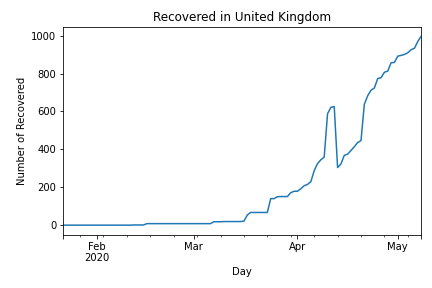 Recovered in United Kingdom
1000
800
600
400
200
0
Number of Recovered
Feb
2020
Mar
Apr
May
Day